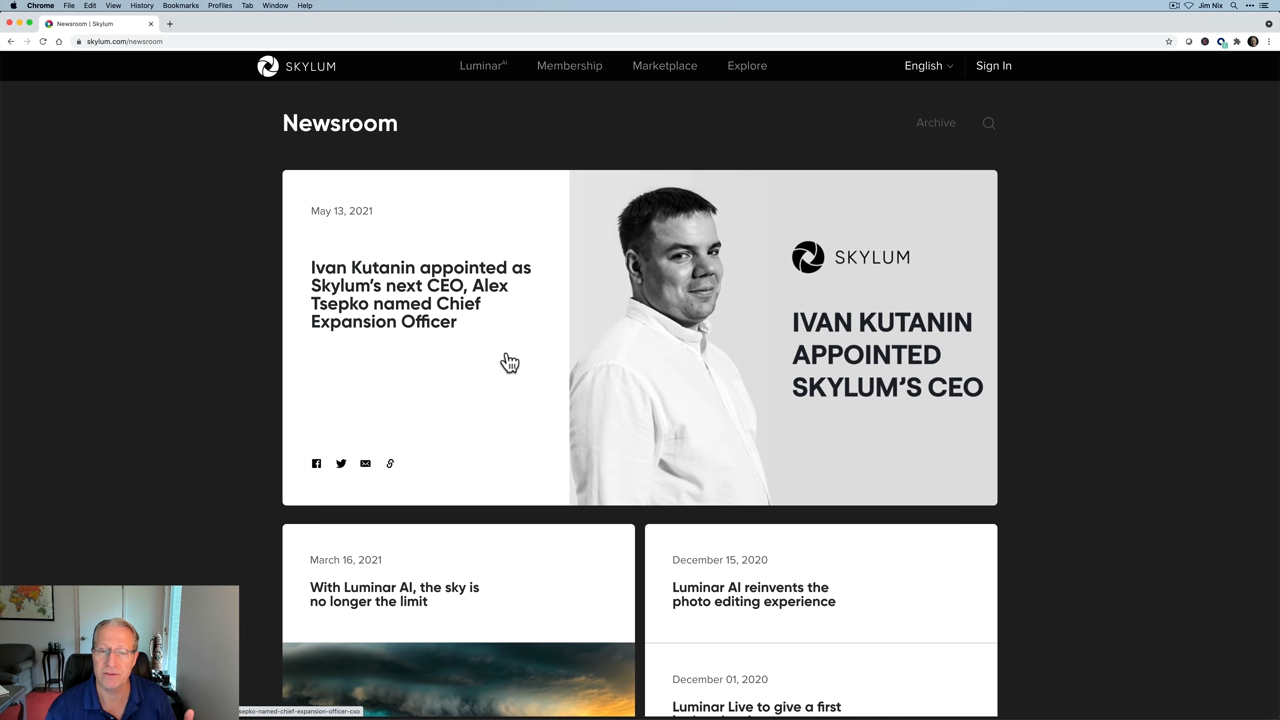 Chrome File Edit View History Bookmarks Profiles Tab Window Help
Jim Nix
Newsroom | Skylum
skylum.com/newsroom
SKYLUM
Luminar AI Membership Marketplace Explore
English Sign In
Newsroom
Archive
May 13, 2021
Ivan Kutanin appointed as
Skylum's next CEO, Alex
Tsepko named Chief
Expansion Officer
SKYLUM
IVAN KUTANIN
APPOINTED
SKYLUM'S CEO
March 16, 2021
With Luminar AI, the sky is
no longer the limit
December 15, 2020
Luminar AI reinvents the
photo editing experience
December 01, 2020
Luminar Live to give a first
sepko-named-chief-expansion-officer-cxo